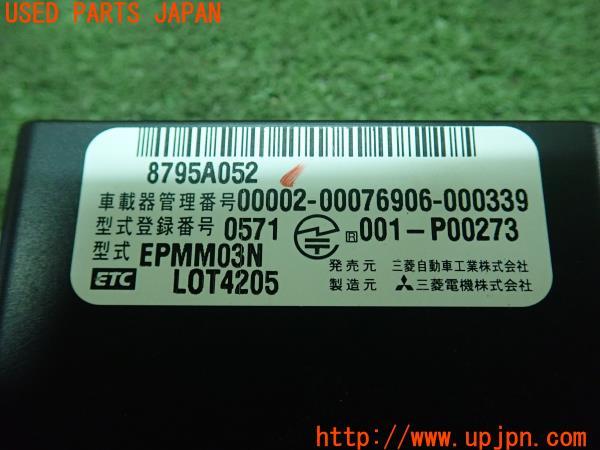 USED PARTS JAPAN
8795A052
車載器管理番号00002-00076906-000339
型式登録番号 0571 R 001-P00273
型式 EPMM03N
ETC LOT4205
発売元 三菱自動車工業株式会社
製造元 三菱電機株式会社
http://www.upjpn.com/